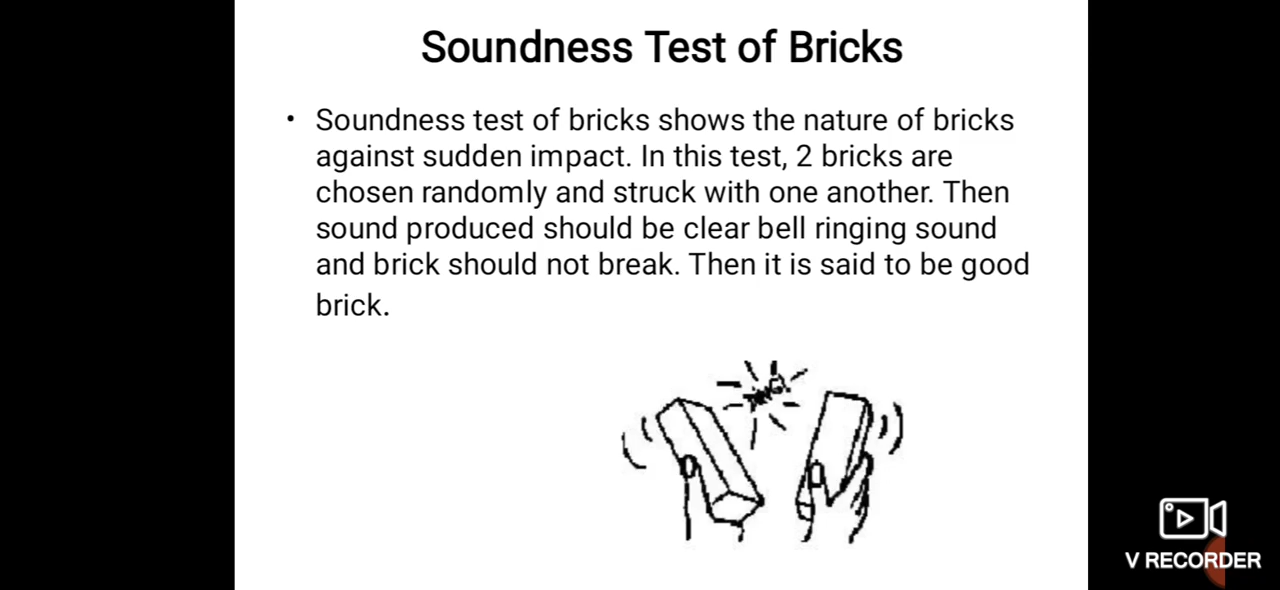 Soundness Test of Bricks
• Soundness test of bricks shows the nature of bricks
against sudden impact. In this test, 2 bricks are
chosen randomly and struck with one another. Then
sound produced should be clear bell ringing sound
and brick should not break. Then it is said to be good
brick.
V RECORDER